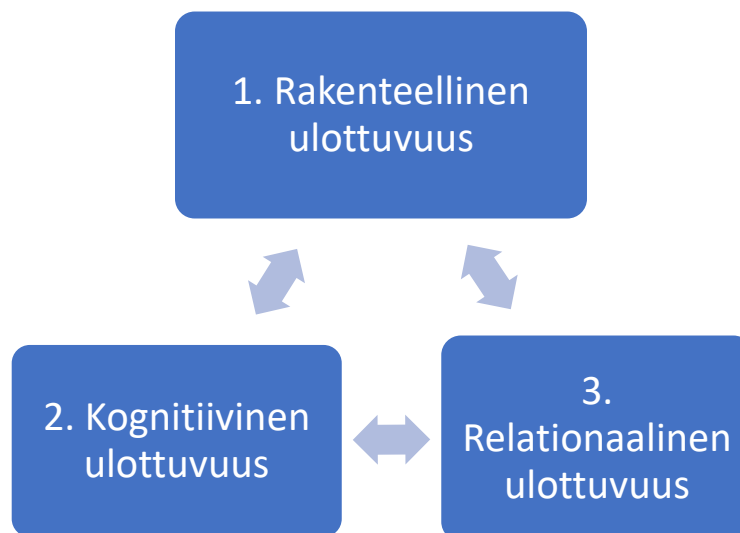 1. Rakenteellinen
ulottuvuus
2. Kognitiivinen
ulottuvuus
3.
Relationaalinen
ulottuvuus